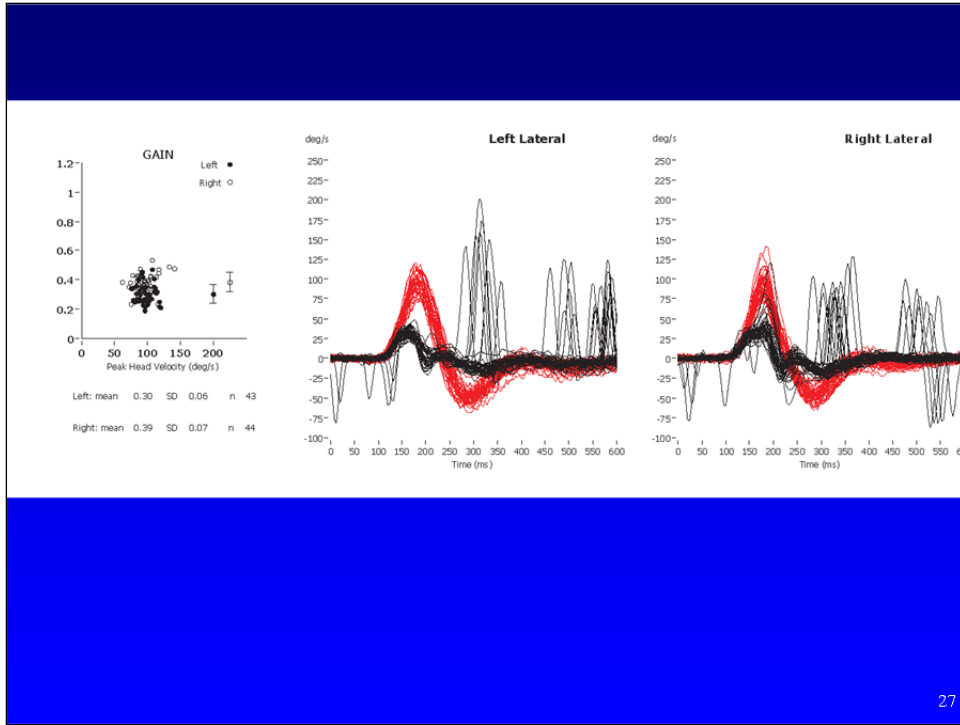 GAIN
Left
Right
1.2
1
0.8
0.6
0.4
0.2
0
0 50 100 150 200
Peak Head Velocity (deg/s)
Left: mean 0.30 SD 0.06 n 43
Right: mean 0.39 SD 0.07 n 44
deg/s
Left Lateral
250
225
200
175
150
125
100
75
50
25
0
-25
-50
-75
-100
0 50 100 150 200 250 300 350 400 450 500 550 600
Time (ms)
deg/s
Right Lateral
250
225
200
175
150
125
100
75
50
25
0
-25
-50
-75
-100
0 50 100 150 200 250 300 350 400 450 500 550
Time (ms)
27